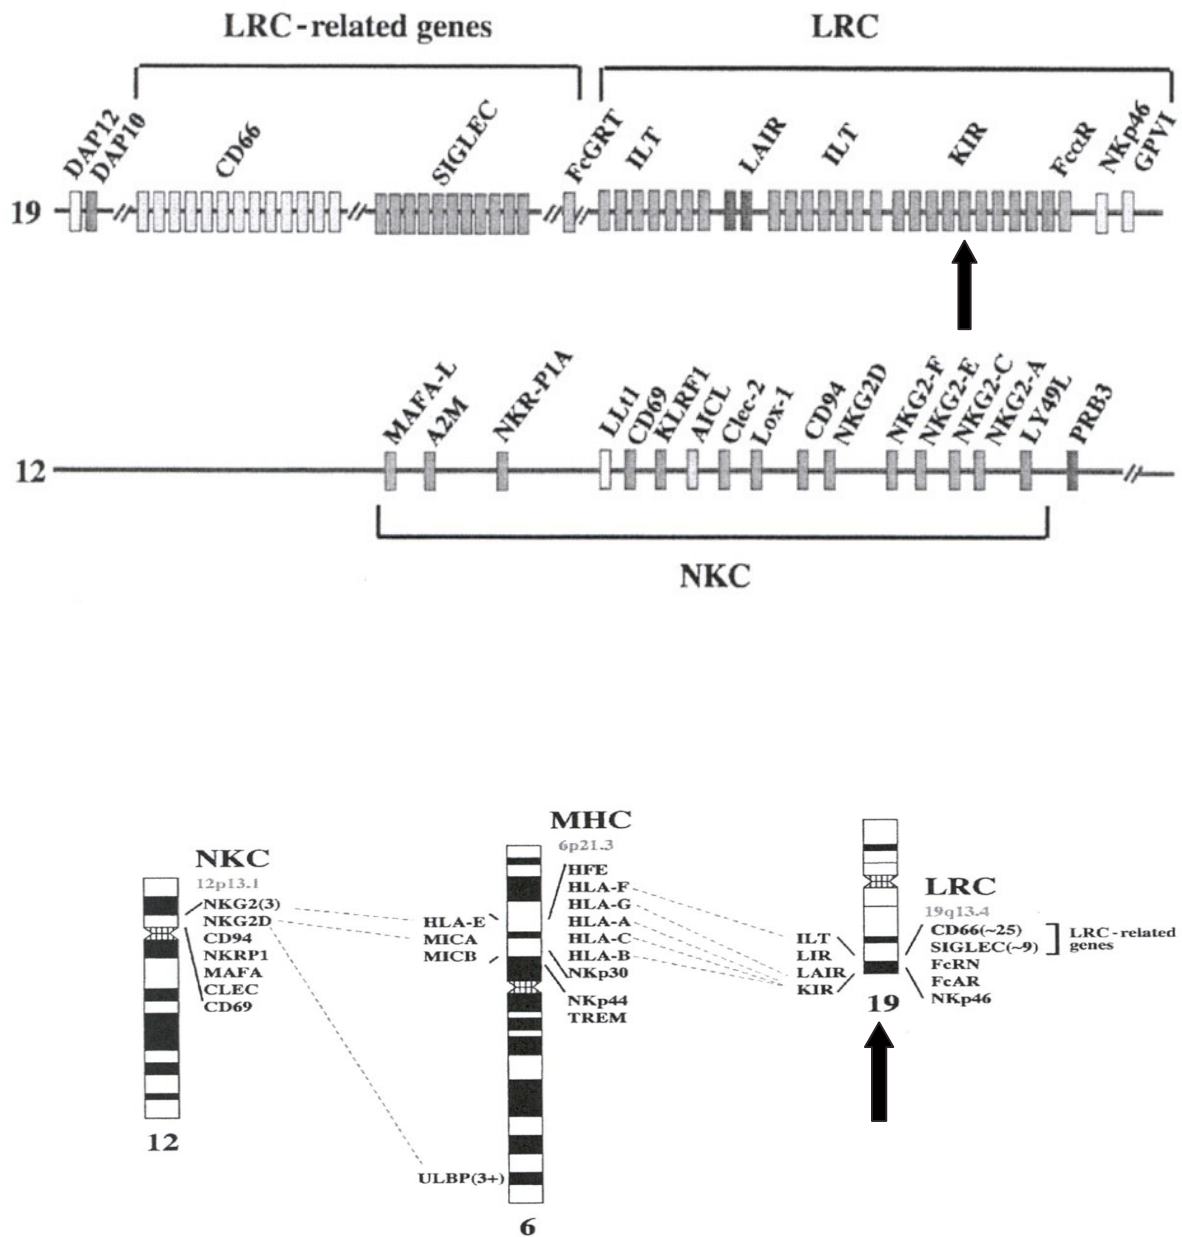 LRC-related genes
LRC
DAP12
DAP10
CD66
SIGLEC
FcGRT
ILT
LAIR
ILT
KIR
FcαR
NKp46
GPVI
19
MAFA-L
A2M
NKR-P1A
LLt1
CD69
KLRF1
AICL
Clec-2
Lox-1
CD94
NKG2D
NKG2-F
NKG2-E
NKG2-C
NKG2-A
LY49L
PRB3
12
NKC
NKC
12p13.1
NKG2(3)
NKG2D
CD94
NKRP1
MAFA
CLEC
CD69
12
MHC
6p21.3
HFE
HLA-F
HLA-G
HLA-A
HLA-C
HLA-B
NKp30
NKp44
TREM
HLA-E
MICA
MICB
ULBP(3+)
6
LRC
19q13.4
CD66(~25)
SIGLEC(~9)
FcRN
FcAR
NKp46
LRC-related
genes
ILT
LIR
LAIR
KIR
19